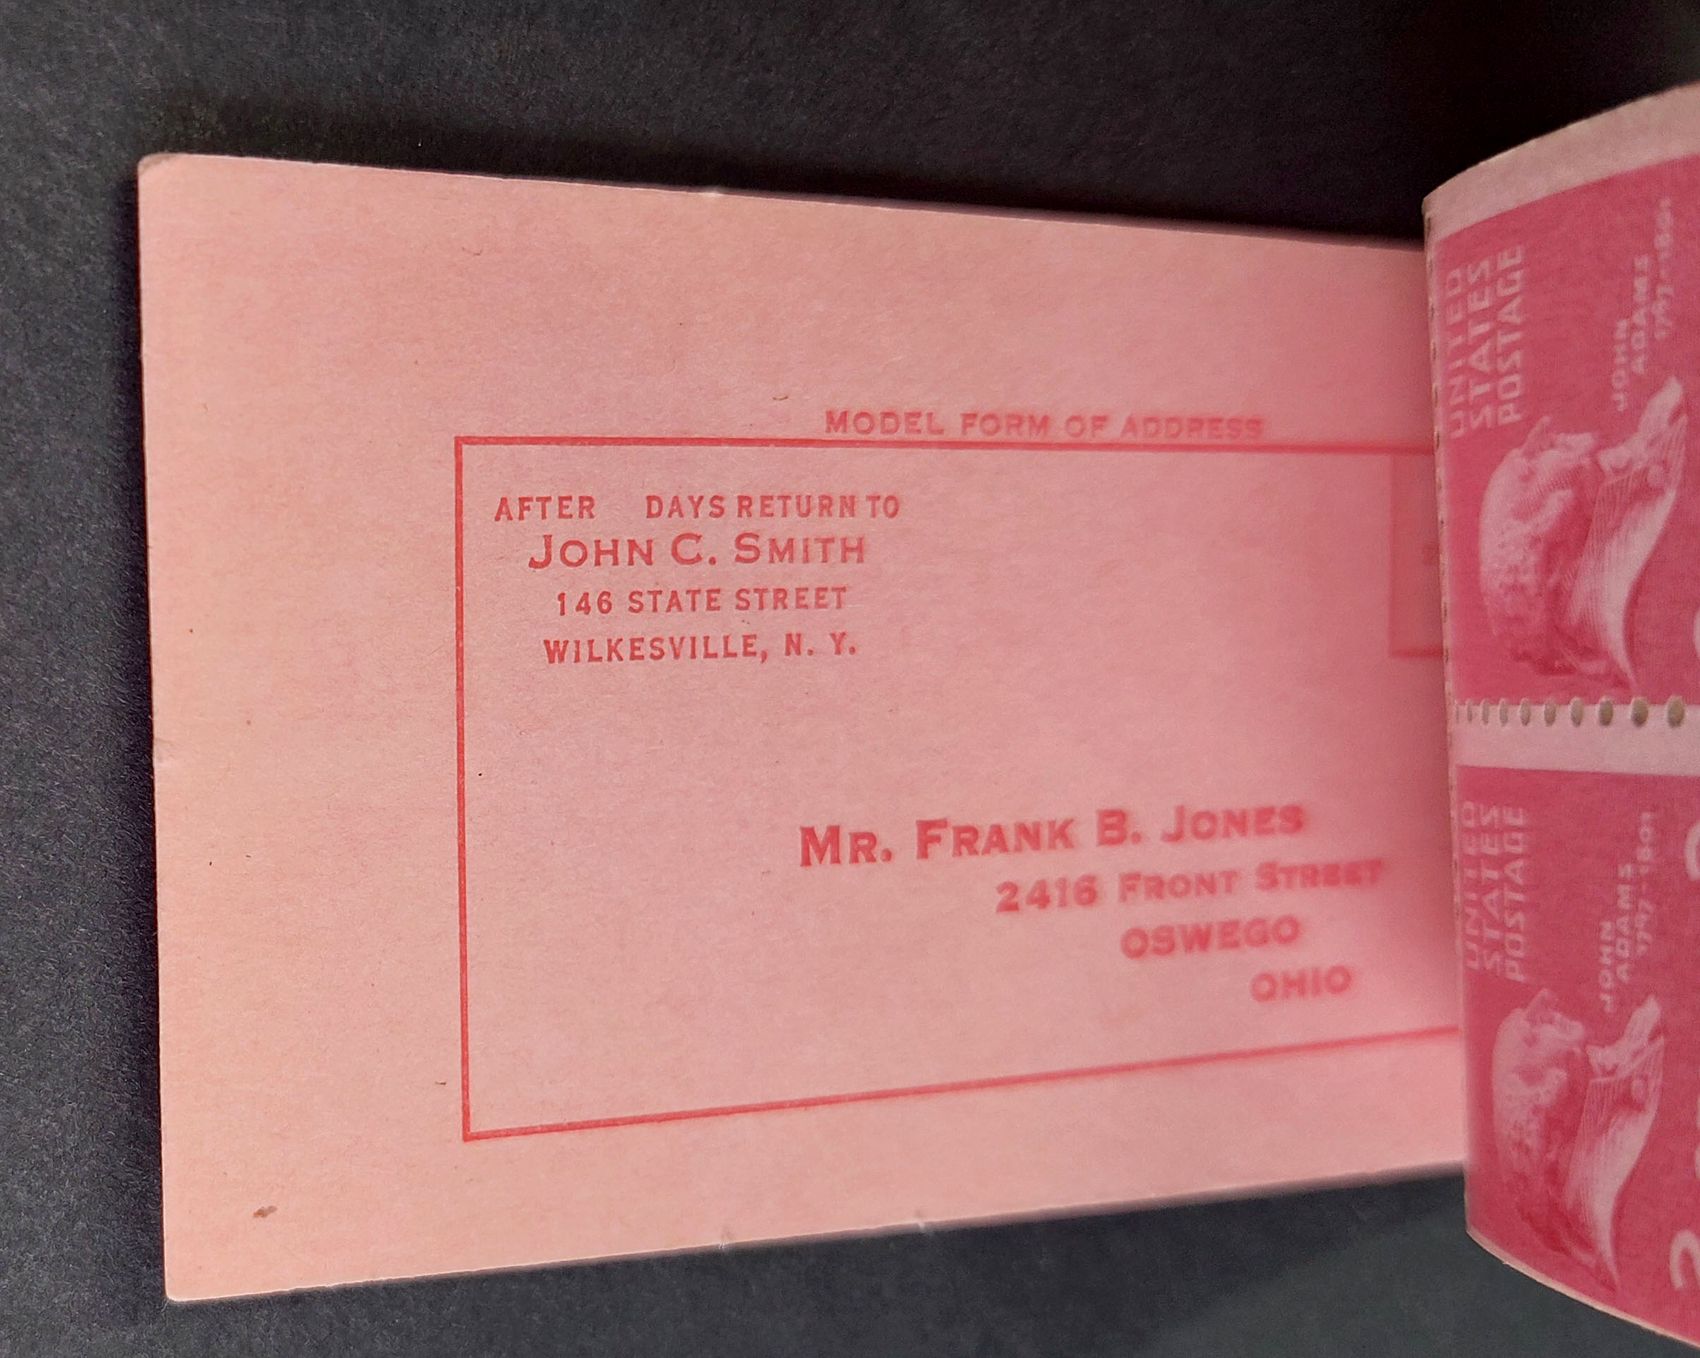 MODEL FORM OF ADDRESS
AFTER DAYS RETURN TO
JOHN C. SMITH
146 STATE STREET
WILKESVILLE, N. Y.
MR. FRANK B. JONES
2416 FRONT STREET
OSWEGO
OHIO
UNITED
STATES
POSTAGE
JOHN
ADAMS
1797-1801
UNITED
STATES
POSTAGE
JOHN
ADAMS
1797-1801
2